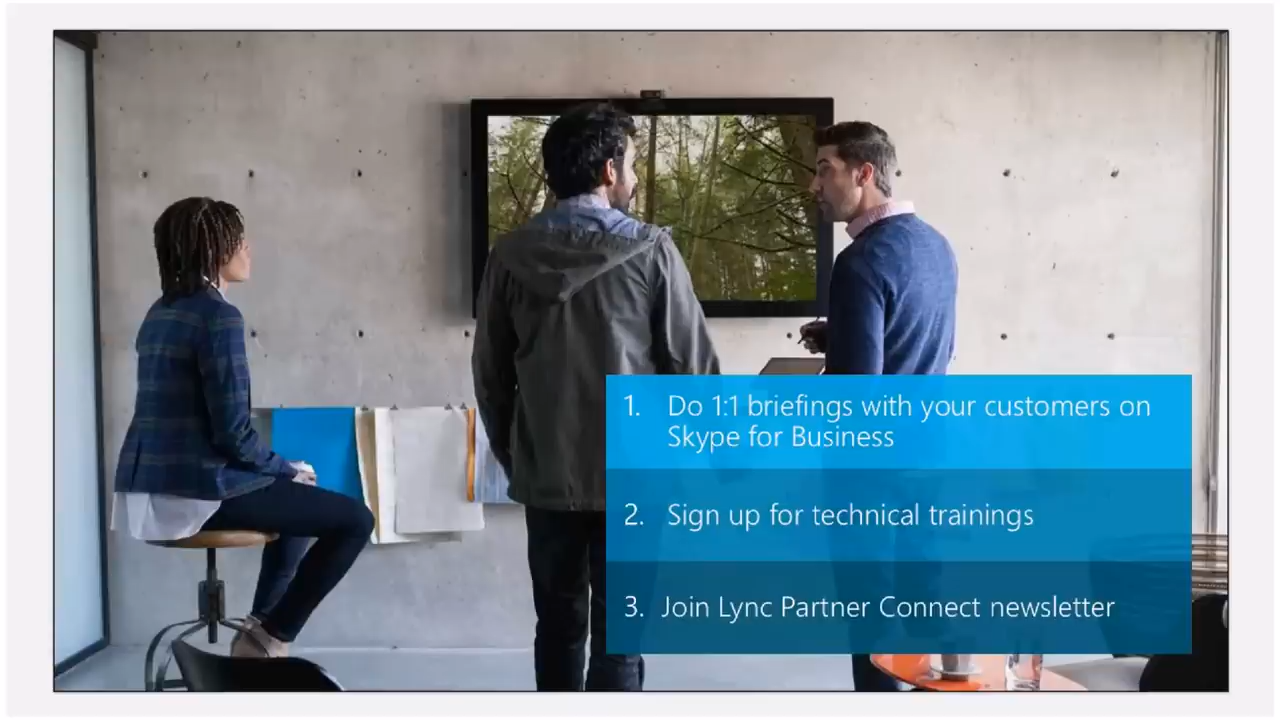 1. Do 1:1 briefings with your customers on
Skype for Business
2. Sign up for technical trainings
3. Join Lync Partner Connect newsletter